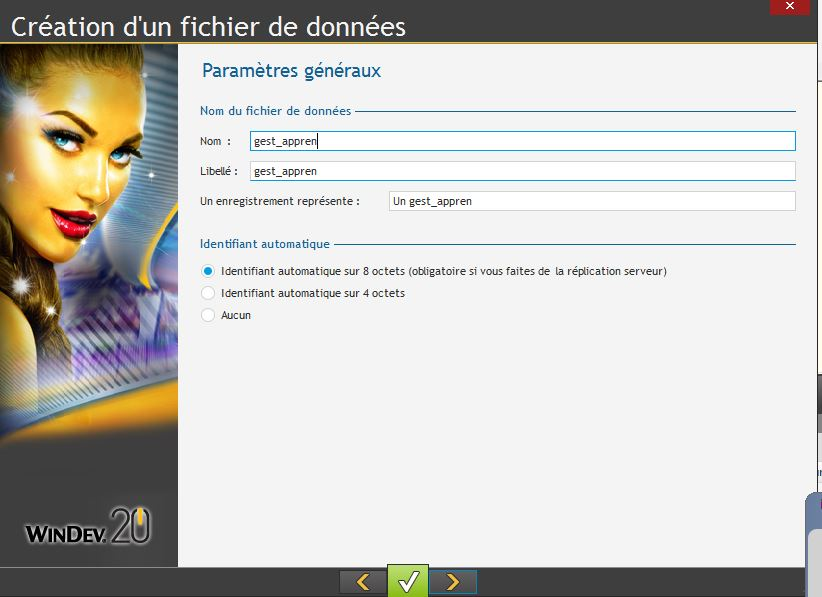 Création d'un fichier de données
Paramètres généraux
Nom du fichier de données
Nom :
gest_appren
Libellé :
gest_appren
Un enregistrement représente :
Un gest_appren
Identifiant automatique
Identifiant automatique sur 8 octets (obligatoire si vous faites de la réplication serveur)
Identifiant automatique sur 4 octets
Aucun
WINDEV. 20